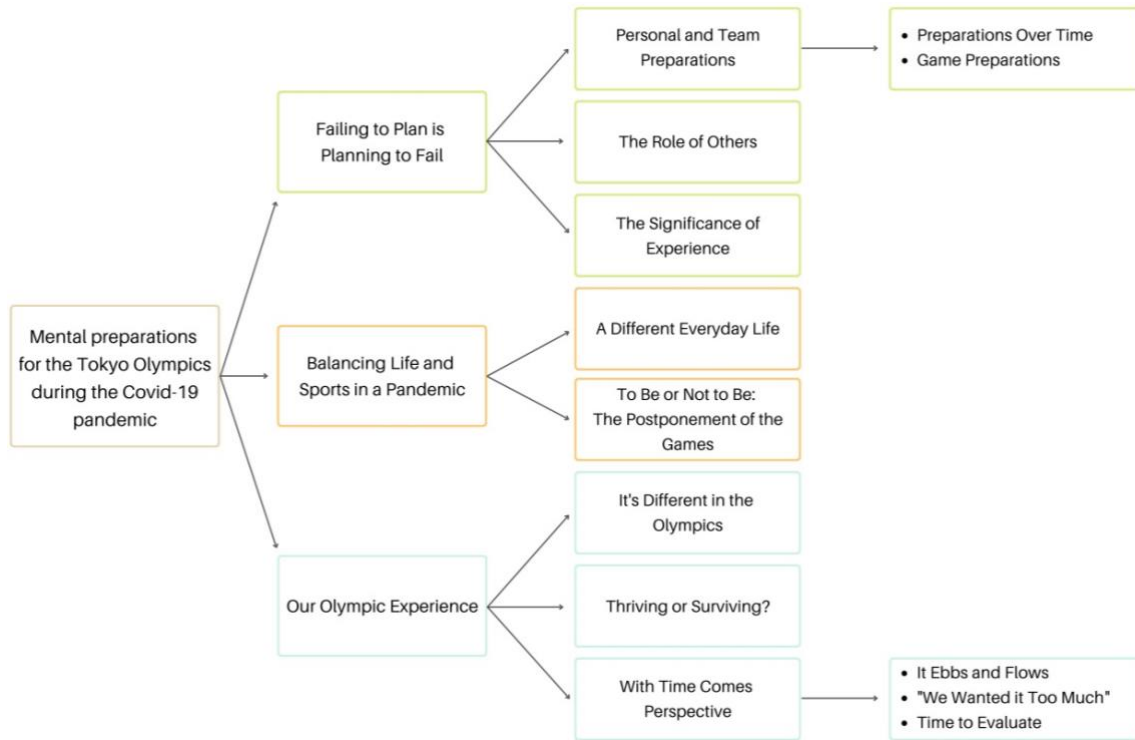 Mental preparations
for the Tokyo Olympics
during the Covid-19
pandemic
Failing to Plan is
Planning to Fail
Personal and Team
Preparations
• Preparations Over Time
• Game Preparations
The Role of Others
The Significance of
Experience
Balancing Life and
Sports in a Pandemic
A Different Everyday Life
To Be or Not to Be:
The Postponement of the
Games
Our Olympic Experience
It's Different in the
Olympics
Thriving or Surviving?
With Time Comes
Perspective
• It Ebbs and Flows
• "We Wanted it Too Much"
• Time to Evaluate